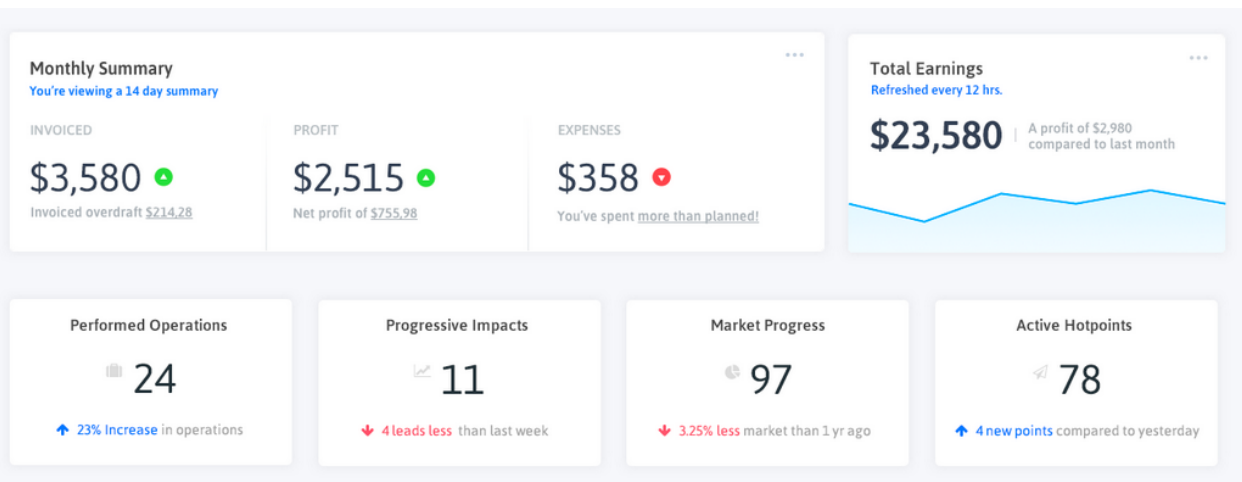 Monthly Summary
You're viewing a 14 day summary
INVOICED
$3,580
Invoiced overdraft $214,28
PROFIT
$2,515
Net profit of $755,98
EXPENSES
$358
You've spent more than planned!
Total Earnings
Refreshed every 12 hrs.
$23,580
A profit of $2,980
compared to last month
Performed Operations
24
23% Increase in operations
Progressive Impacts
11
4 leads less than last week
Market Progress
97
3.25% less market than 1 yr ago
Active Hotpoints
78
4 new points compared to yesterday